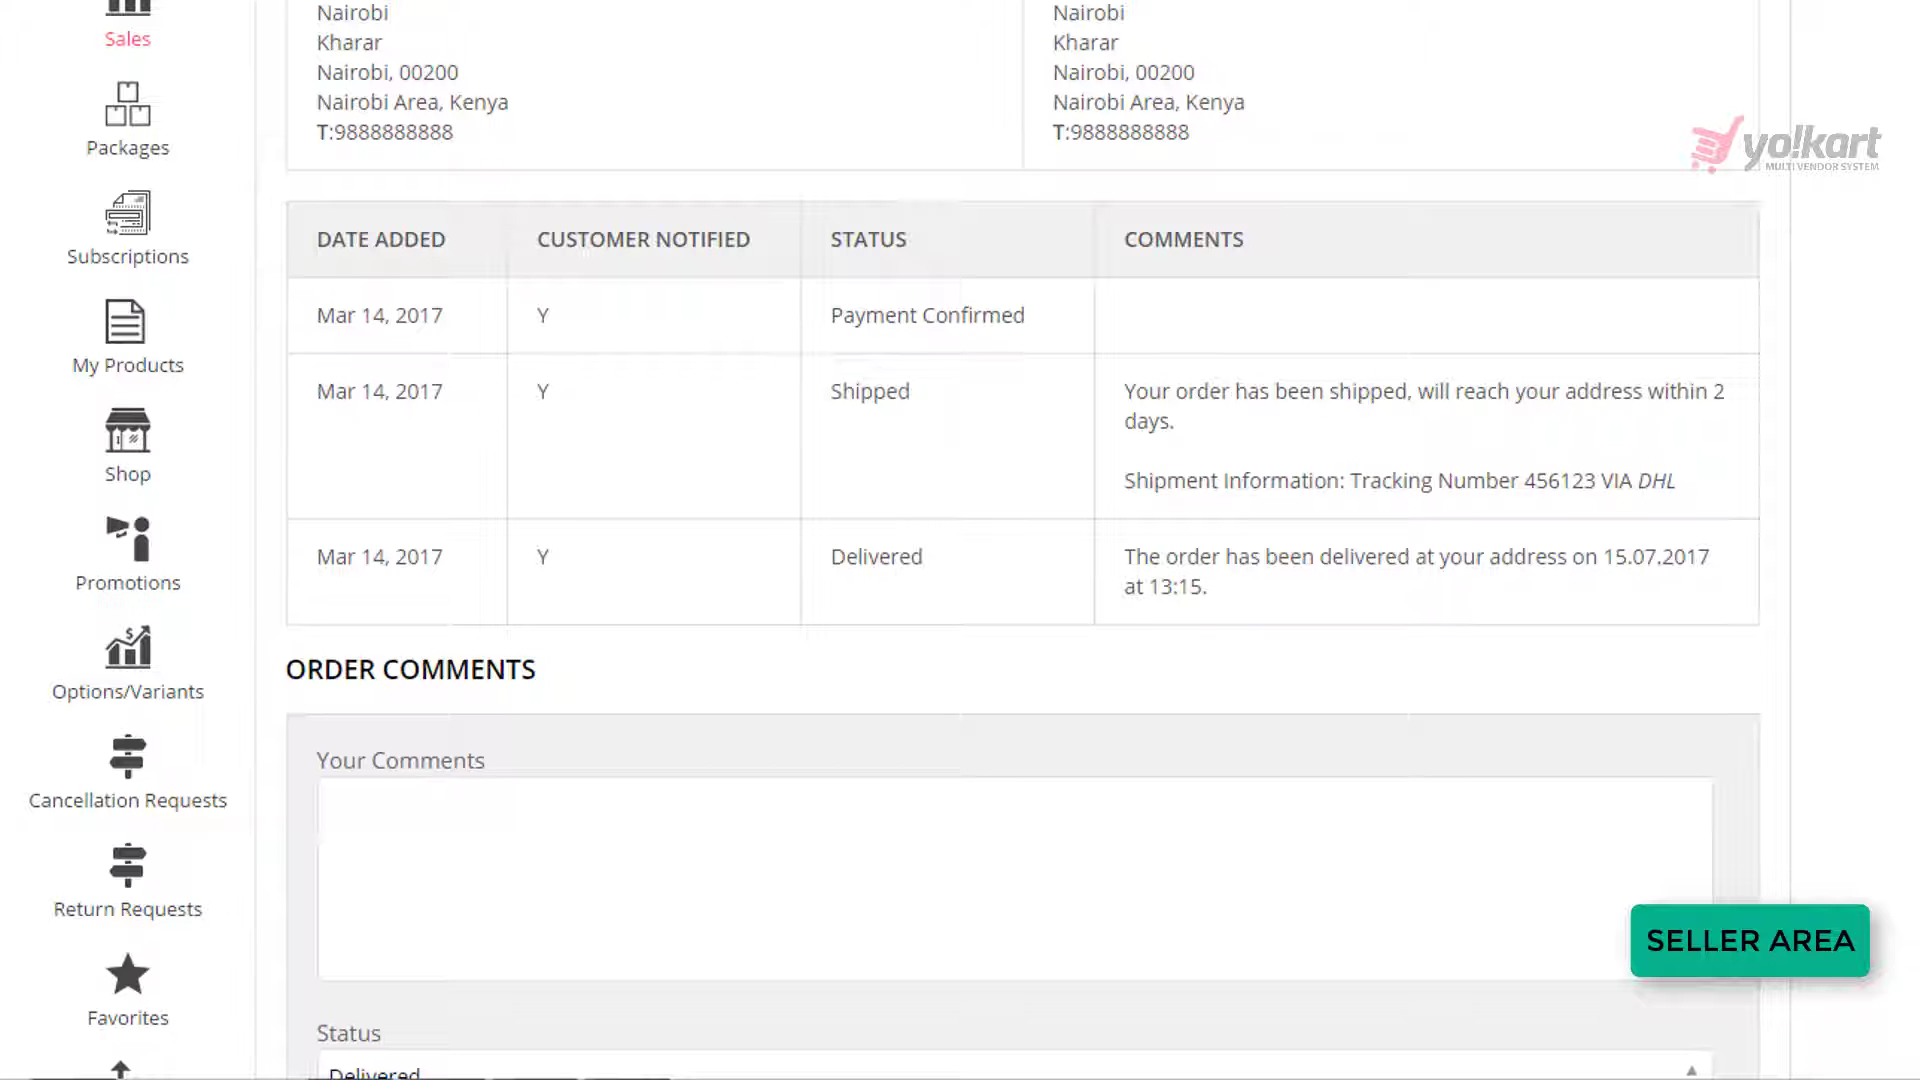 Sales
Packages
Subscriptions
My Products
Shop
Promotions
Options/Variants
Cancellation Requests
Return Requests
Favorites
Nairobi
Kharar
Nairobi, 00200
Nairobi Area, Kenya
T:9888888888
Nairobi
Kharar
Nairobi, 00200
Nairobi Area, Kenya
T:9888888888
yo!kart
MULTI VENDOR SYSTEM
DATE ADDED CUSTOMER NOTIFIED STATUS COMMENTS
Mar 14, 2017 Y Payment Confirmed
Mar 14, 2017 Y Shipped Your order has been shipped, will reach your address within 2
days.
Shipment Information: Tracking Number 456123 VIA DHL
Mar 14, 2017 Y Delivered The order has been delivered at your address on 15.07.2017
at 13:15.
ORDER COMMENTS
Your Comments
SELLER AREA
Status
Delivered